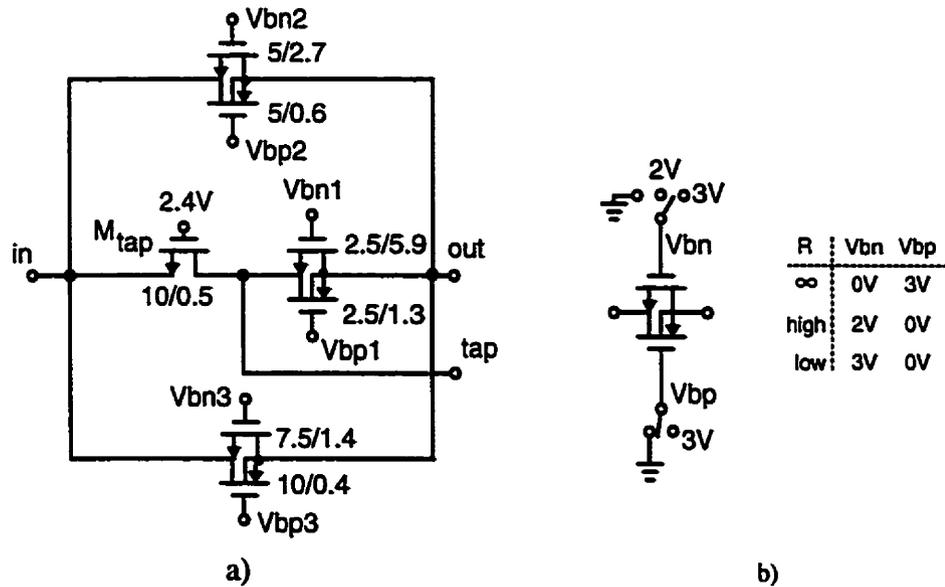 Vbn2
5/2.7
5/0.6
Vbp2
Vbn1
2.4V
Mtap
2.5/5.9
in
out
10/0.5
2.5/1.3
Vbp1
tap
Vbn3
7.5/1.4
10/0.4
Vbp3
a)
2V
3V
Vbn
Vbp
3V
R Vbn Vbp
∞ 0V 3V
high 2V 0V
low 3V 0V
b)